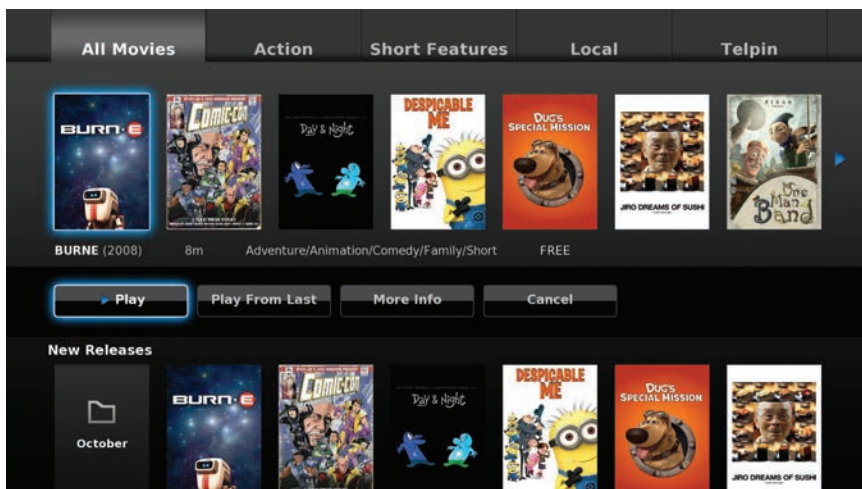 All Movies Action Short Features Local Telpin
BURN·E
Comic-Con
Day & Night
DESPICABLE
ME
DUG'S
SPECIAL MISSION
JIRO DREAMS OF SUSHI
PIXAR
One
Man
Band
BURNE (2008) 8m Adventure/Animation/Comedy/Family/Short FREE
Play Play From Last More Info Cancel
New Releases
October
BURN·E
Comic-Con
Day & Night
DESPICABLE
ME
DUG'S
SPECIAL MISSION
JIRO DREAMS OF SUSHI